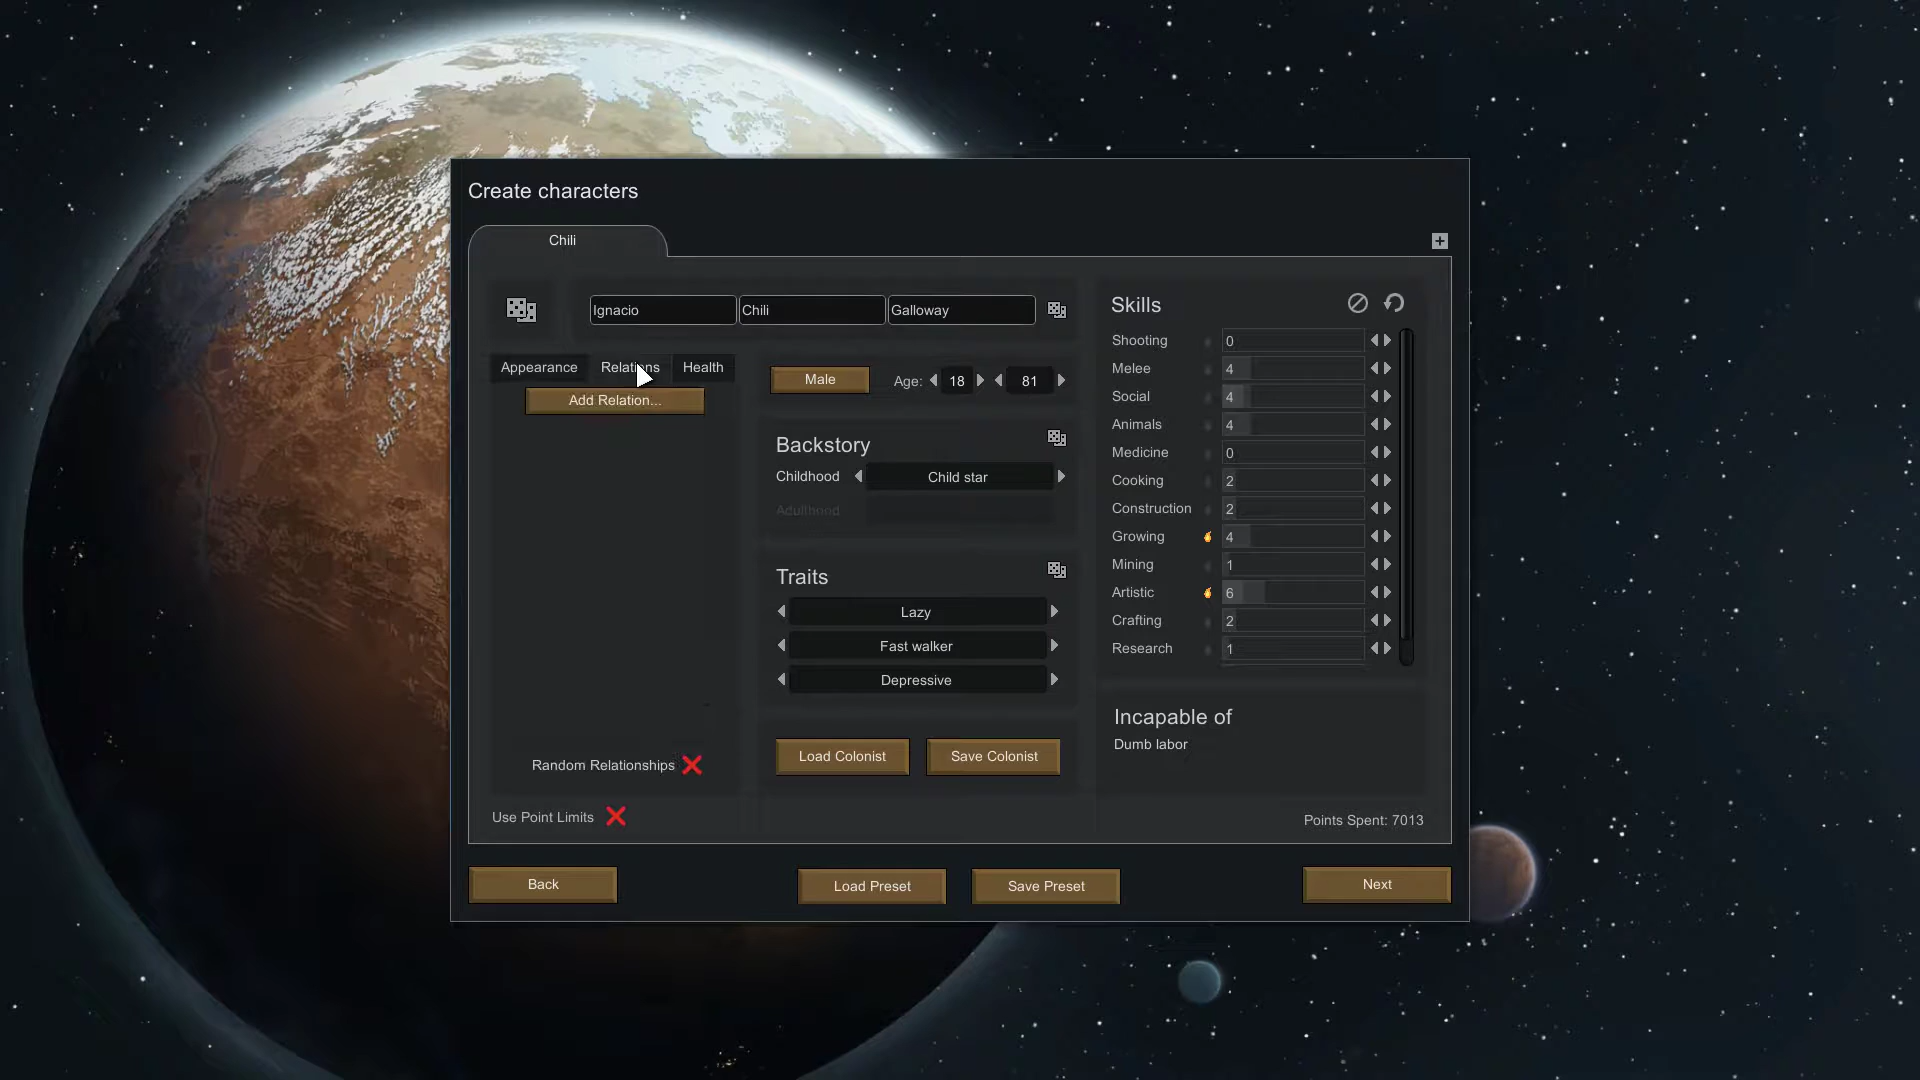 Create characters
Chili
Ignacio Chili Galloway
Appearance Relations Health
Add Relation...
Random Relationships
Use Point Limits
Male Age: 18 81
Backstory
Childhood Child star
Adulthood
Traits
Lazy
Fast walker
Depressive
Load Colonist Save Colonist
Skills
Shooting 0
Melee 4
Social 4
Animals 4
Medicine 0
Cooking 2
Construction 2
Growing 4
Mining 1
Artistic 6
Crafting 2
Research 1
Incapable of
Dumb labor
Points Spent: 7013
Back Load Preset Save Preset Next